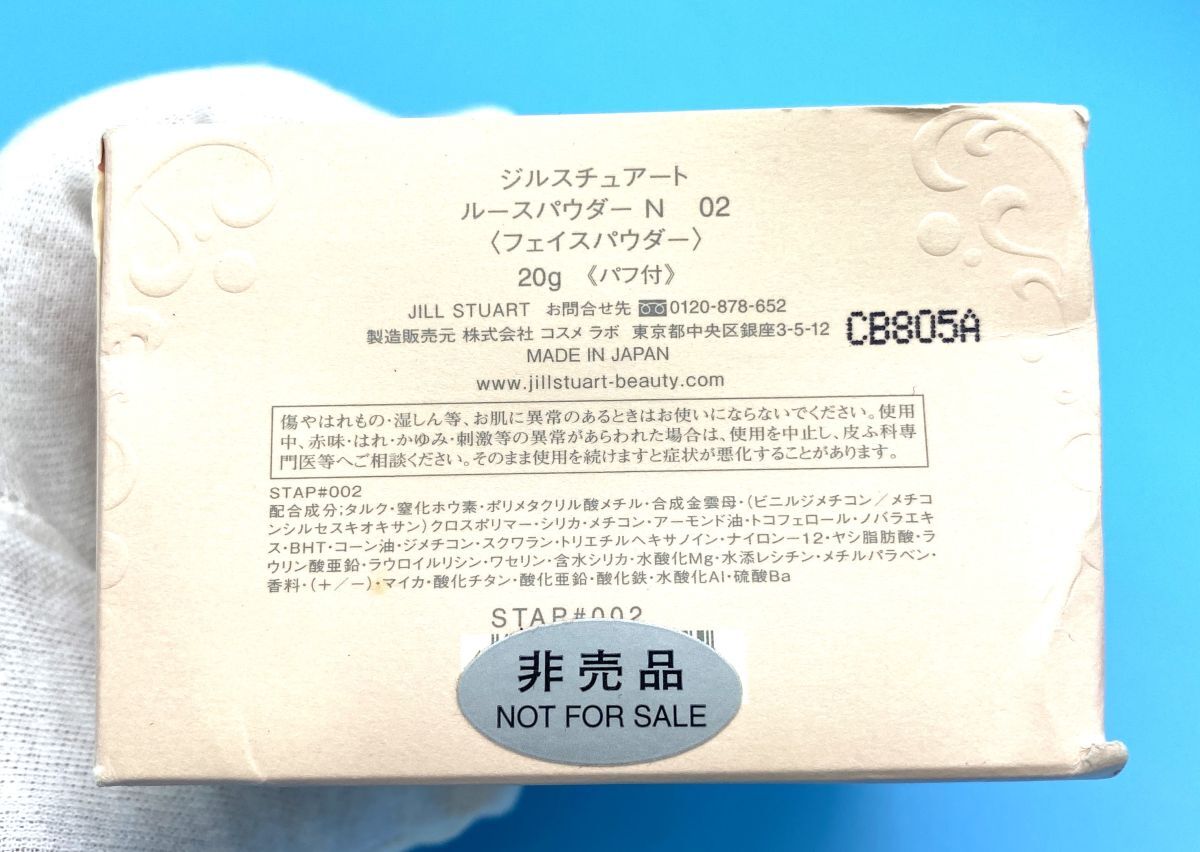 ジルスチュアート
ルースパウダー N 02
〈フェイスパウダー〉
20g 《パフ付》
JILL STUART お問合せ先 0120-878-652
製造販売元 株式会社 コスメ ラボ 東京都中央区銀座3-5-12
CB805A
MADE IN JAPAN
www.jillstuart-beauty.com
傷やはれもの・湿しん等、お肌に異常のあるときはお使いにならないでください。使用
中、赤味・はれ・かゆみ・刺激等の異常があらわれた場合は、使用を中止し、皮ふ科専
門医等へご相談ください。そのまま使用を続けますと症状が悪化することがあります。
STAP#002
配合成分;タルク・窒化ホウ素・ポリメタクリル酸メチル・合成金雲母・(ビニルジメチコン/メチコ
ンシルセスキオキサン)クロスポリマー・シリカ・メチコン・アーモンド油・トコフェロール・ノバラエキ
ス・BHT・コーン油・ジメチコン・スクワラン・トリエチルヘキサノイン・ナイロン-12・ヤシ脂肪酸・ラ
ウリン酸亜鉛・ラウロイルリシン・ワセリン・含水シリカ・水酸化Mg・水添レシチン・メチルパラベン・
香料・(+/-)・マイカ・酸化チタン・酸化亜鉛・酸化鉄・水酸化Al・硫酸Ba
STAP#002
非売品
NOT FOR SALE